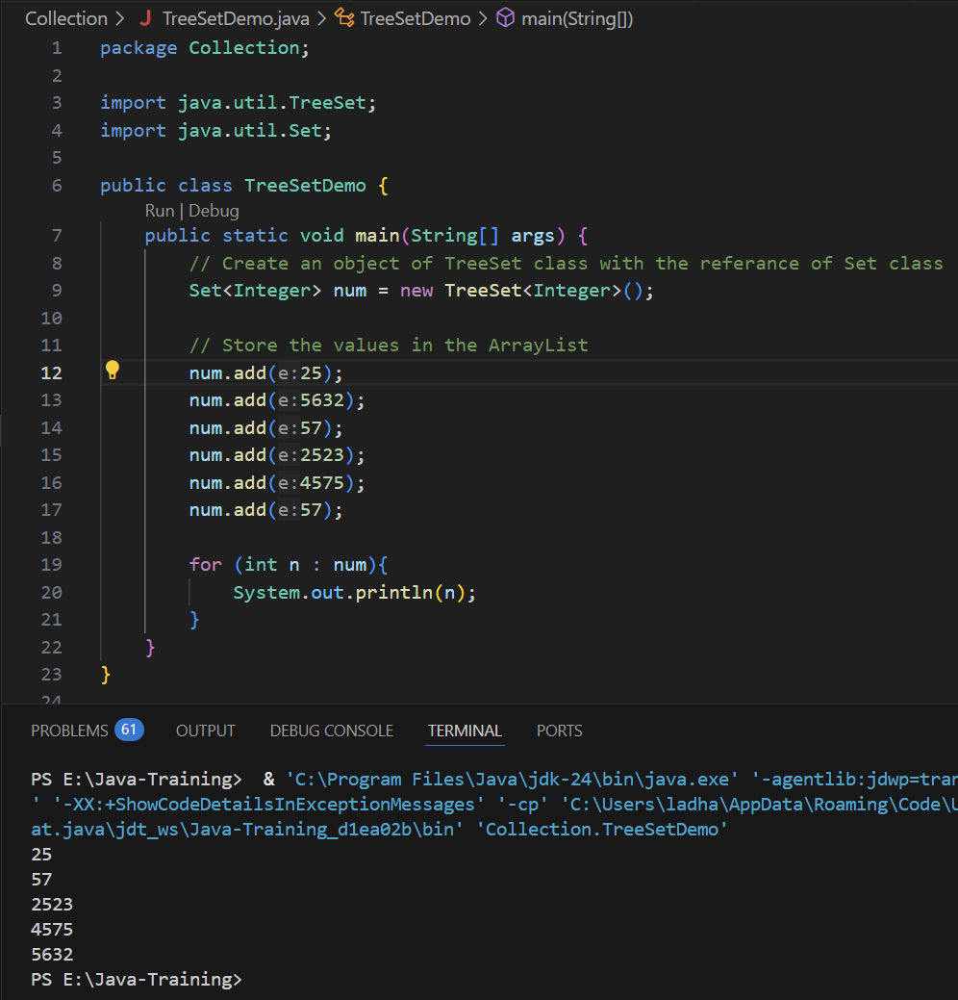 Collection > TreeSetDemo.java > TreeSetDemo > main(String[])
1 package Collection;
2
3 import java.util.TreeSet;
4 import java.util.Set;
5
6 public class TreeSetDemo {
Run | Debug
7 public static void main(String[] args) {
8 // Create an object of TreeSet class with the referance of Set class
9 Set<Integer> num = new TreeSet<Integer>();
10
11 // Store the values in the ArrayList
12 num.add(e:25);
13 num.add(e:5632);
14 num.add(e:57);
15 num.add(e:2523);
16 num.add(e:4575);
17 num.add(e:57);
18
19 for (int n : num){
20 System.out.println(n);
21 }
22 }
23 }
24
PROBLEMS 61 OUTPUT DEBUG CONSOLE TERMINAL PORTS
PS E:\Java-Training>  & 'C:\Program Files\Java\jdk-24\bin\java.exe' '-agentlib:jdwp=tran
' '-XX:+ShowCodeDetailsInExceptionMessages' '-cp' 'C:\Users\ladha\AppData\Roaming\Code\U
at.java\jdt_ws\Java-Training_d1ea02b\bin' 'Collection.TreeSetDemo'
25
57
2523
4575
5632
PS E:\Java-Training>